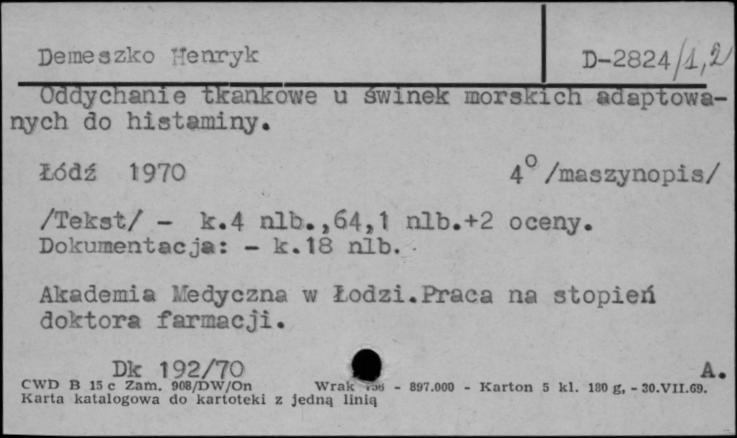 Demeszko Henryk D-2824/1,2
Oddychanie tkankowe u świnek morskich adaptowa-
nych do histaminy.
Łódź 1970 4° /maszynopis/
/Tekst/ - k.4 nlb.,64,1 nlb.+2 oceny.
Dokumentacja: - k.18 nlb.
Akademia Medyczna w Łodzi.Praca na stopień
doktora farmacji.
Dk 192/70 A.
CWD B 15 c Zam. 908/DW/On Wrak - 897.000 - Karton 5 kl. 180 g, - 30.VII.69.
Karta katalogowa do kartoteki z jedną linią